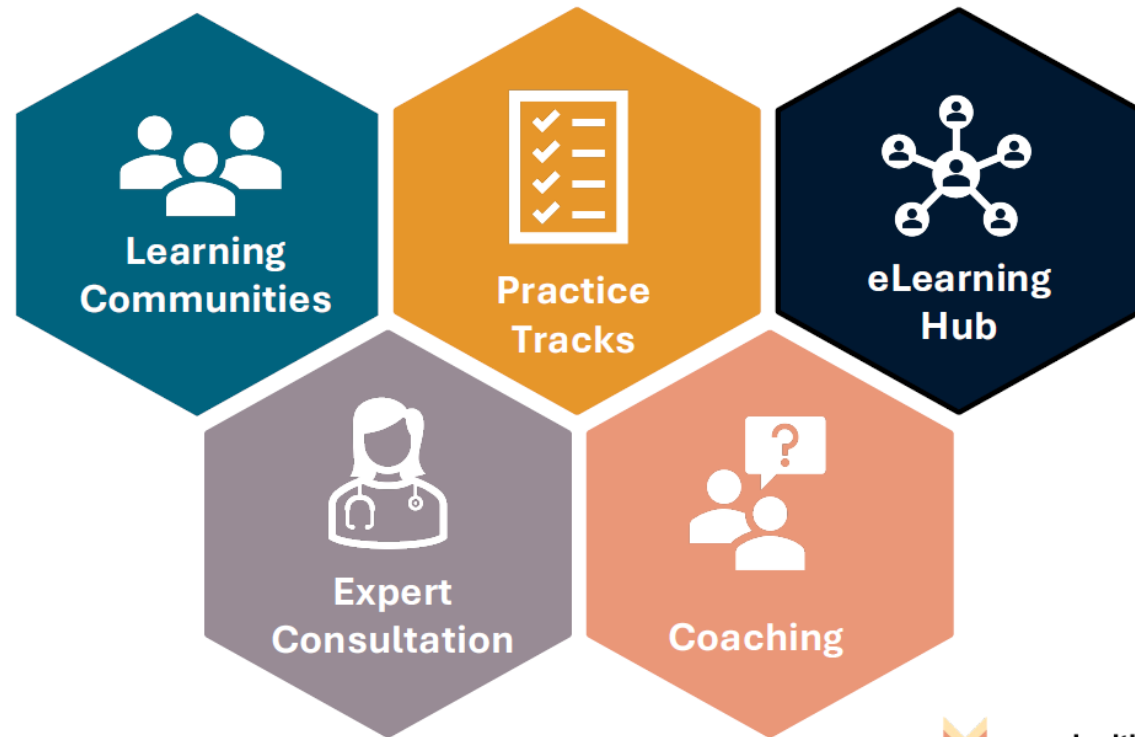 Learning
Communities
Practice
Tracks
eLearning
Hub
?
Expert
Consultation
Coaching